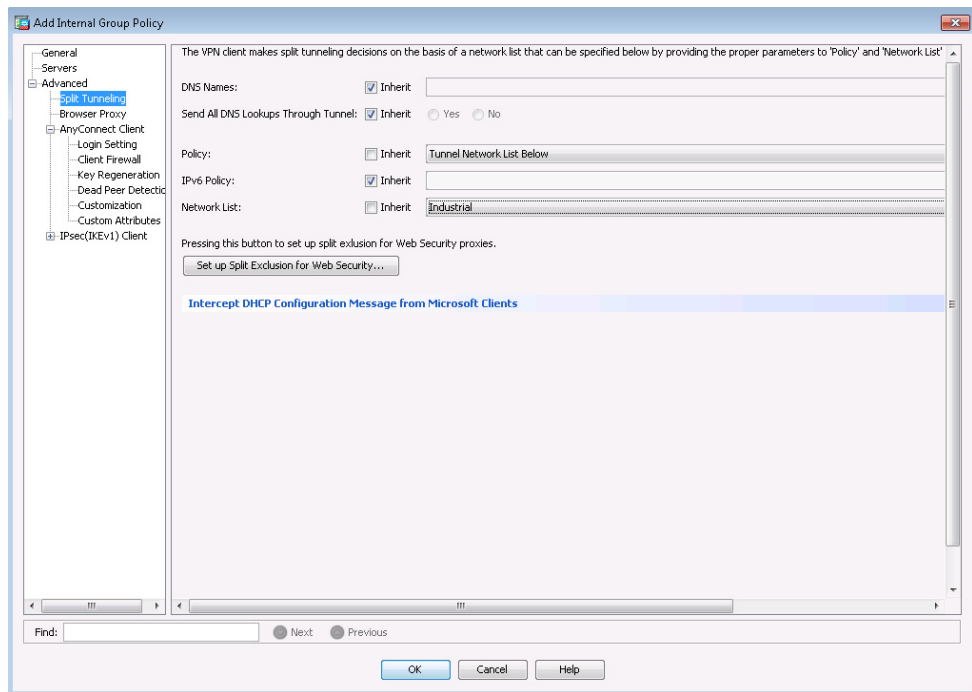 Add Internal Group Policy
General
Servers
Advanced
Split Tunneling
Browser Proxy
AnyConnect Client
Login Setting
Client Firewall
Key Regeneration
Dead Peer Detectic
Customization
Custom Attributes
IPsec(IKEv1) Client
The VPN client makes split tunneling decisions on the basis of a network list that can be specified below by providing the proper parameters to 'Policy' and 'Network List'
DNS Names: Inherit
Send All DNS Lookups Through Tunnel: Inherit Yes No
Policy: Inherit Tunnel Network List Below
IPv6 Policy: Inherit
Network List: Inherit Industrial
Pressing this button to set up split exlusion for Web Security proxies.
Set up Split Exclusion for Web Security...
Intercept DHCP Configuration Message from Microsoft Clients
Find: Next Previous
OK Cancel Help